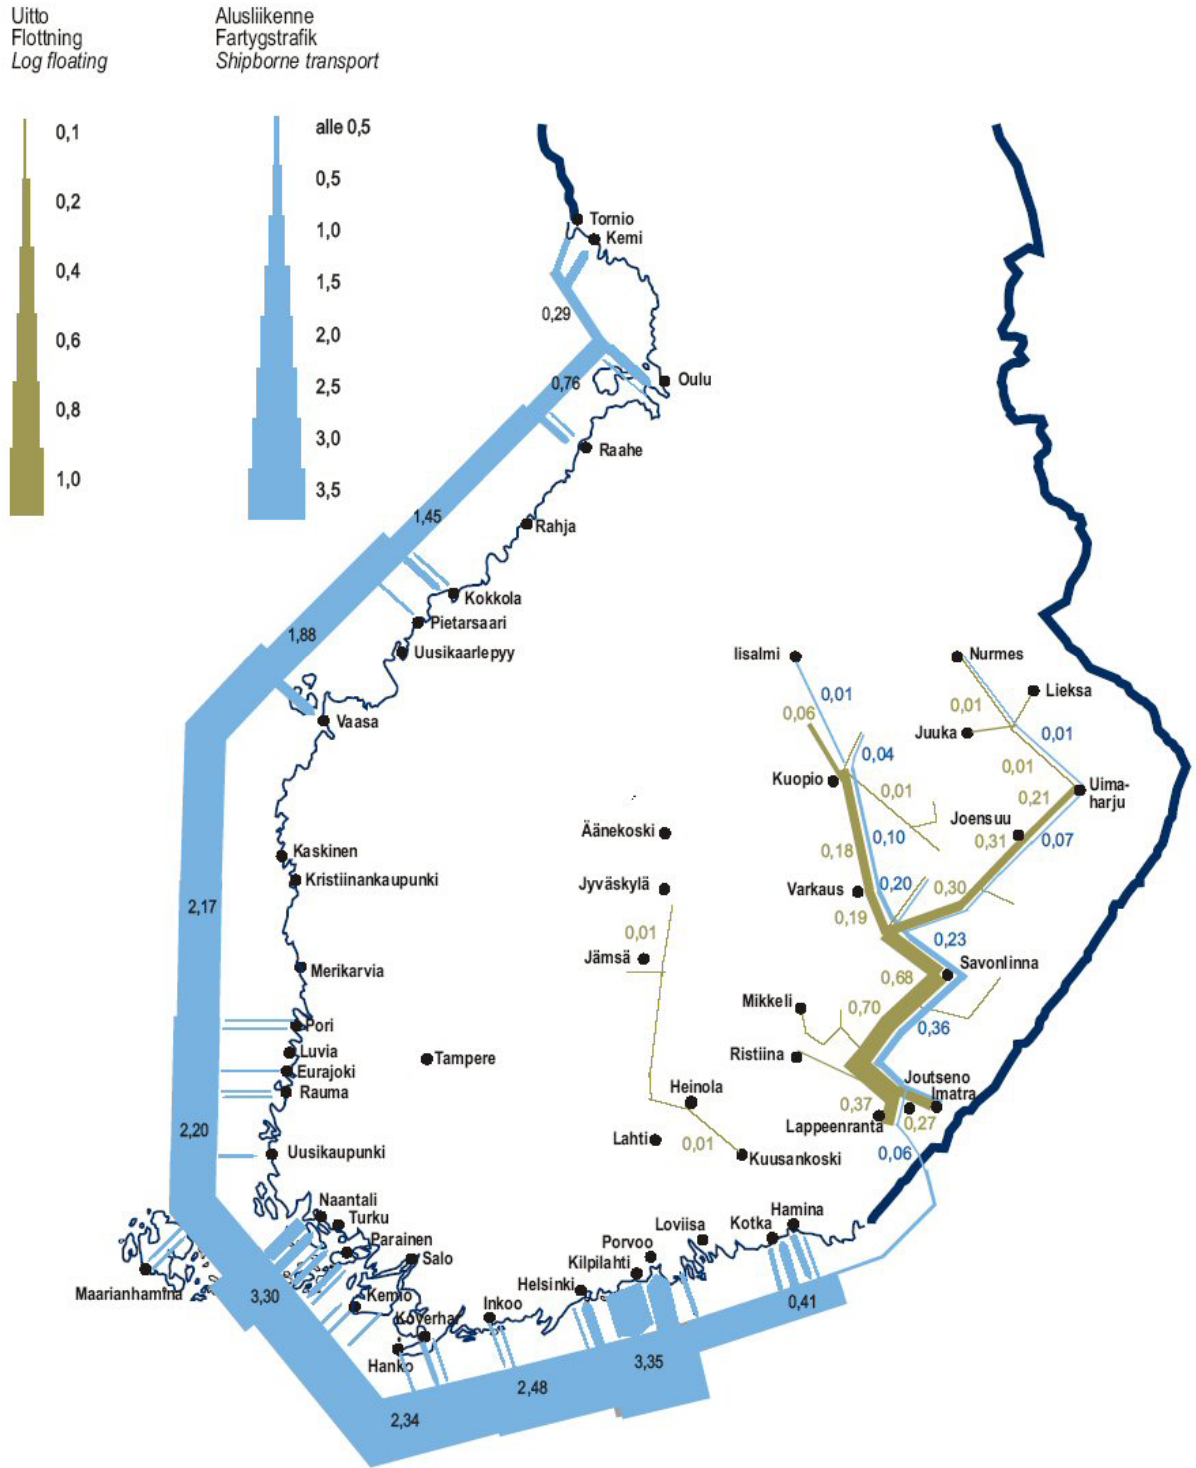 Uitto
Flottning
Log floating
Alusliikenne
Fartygstrafik
Shipborne transport
0,1
0,2
0,4
0,6
0,8
1,0
alle 0,5
0,5
1,0
1,5
2,0
2,5
3,0
3,5
Tornio
Kemi
0,29
0,76
Oulu
Raahe
1,45
Rahja
Kokkola
Pietarsaari
1,88
Uusikaarlepyy
Vaasa
Iisalmi
Nurmes
0,01
Lieksa
0,01
0,06
Juuka
0,01
0,04
0,01
Kuopio
0,01
Uima-
harju
0,21
Joensuu
0,31
0,07
Äänekoski
0,10
0,18
Kaskinen
Kristiinankaupunki
Jyväskylä
Varkaus
0,20
0,30
2,17
0,19
0,01
0,23
Jämsä
Savonlinna
Merikarvia
0,68
Mikkeli
0,70
Pori
0,36
Luvia
Tampere
Ristiina
Eurajoki
Rauma
Heinola
Joutseno
Imatra
0,37
2,20
Lappeenranta
0,27
Lahti
0,01
Kuusankoski
0,06
Uusikaupunki
Naantali
Turku
Parainen
Salo
Hamina
Kotka
Loviisa
Porvoo
Kilpilahti
Helsinki
Maarianhamina
3,30
Kemiö
Inkoo
0,41
Koverhar
Hanko
3,35
2,48
2,34